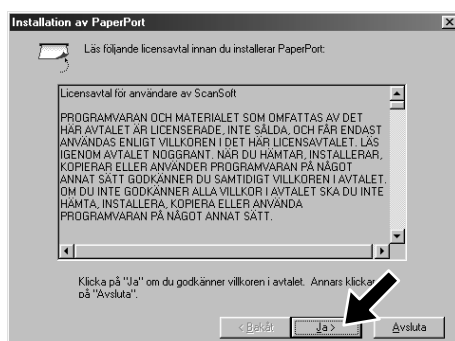 Installation av PaperPort
Läs följande licensavtal innan du installerar PaperPort:
Licensavtal för användare av ScanSoft
PROGRAMVARAN OCH MATERIALET SOM OMFATTAS AV DET
HÄR AVTALET ÄR LICENSERADE, INTE SÅLDA, OCH FÅR ENDAST
ANVÄNDAS ENLIGT VILLKOREN I DET HÄR LICENSAVTALET. LÄS
IGENOM AVTALET NOGGRANT. NÄR DU HÄMTAR, INSTALLERAR,
KOPIERAR ELLER ANVÄNDER PROGRAMVARAN PÅ NÅGOT
ANNAT SÄTT GODKÄNNER DU SAMTIDIGT VILLKOREN I AVTALET.
OM DU INTE GODKÄNNER ALLA VILLKOR I AVTALET SKA DU INTE
HÄMTA, INSTALLERA, KOPIERA ELLER ANVÄNDA
PROGRAMVARAN PÅ NÅGOT ANNAT SÄTT.
Klicka på "Ja" om du godkänner villkoren i avtalet. Annars klickar
på "Avsluta".
< Bakåt Ja > Avsluta